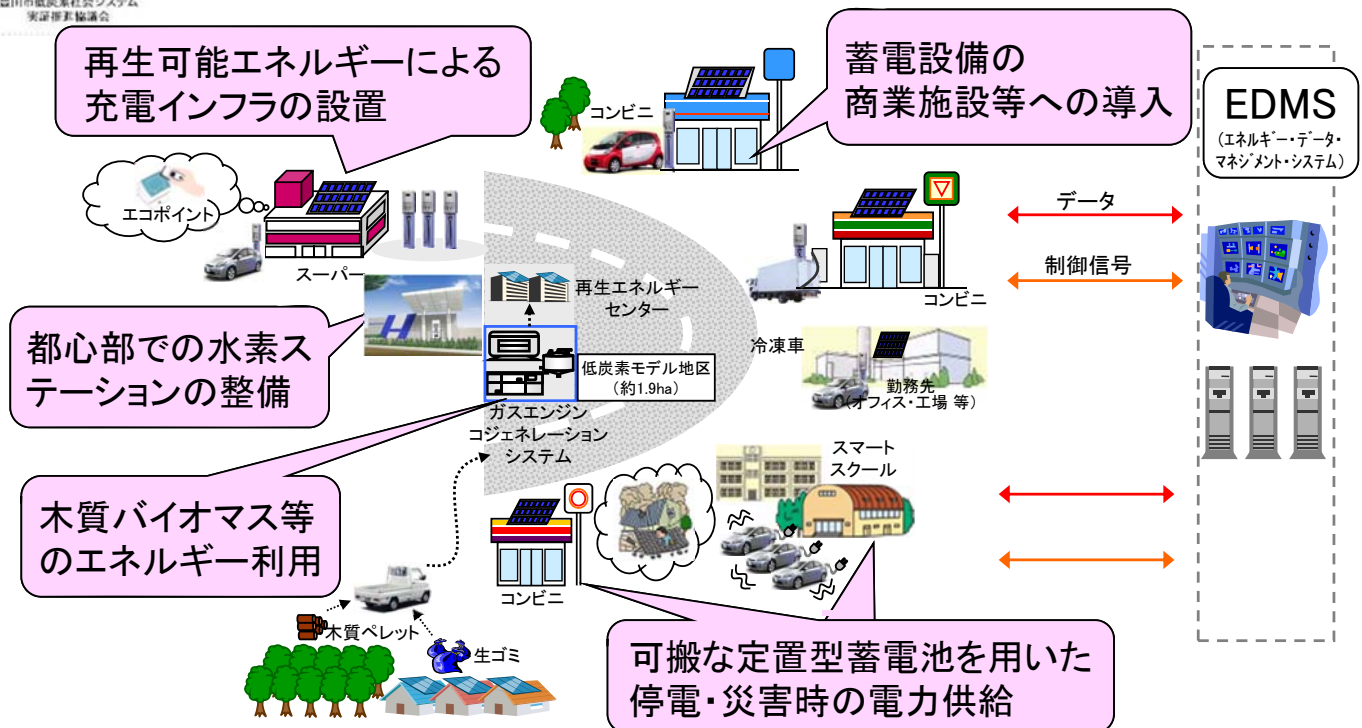 実証推進協議会
再生可能エネルギーによる
充電インフラの設置
蓄電設備の
商業施設等への導入
EDMS
(エネルギー・データ・
マネジメント・システム)
コンビニ
エコポイント
スーパー
データ
制御信号
コンビニ
再生エネルギー
センター
都心部での水素ス
テーションの整備
低炭素モデル地区
(約1.9ha)
冷凍車
勤務先
(オフィス・工場 等)
ガスエンジン
コジェネレーション
システム
スマート
スクール
木質バイオマス等
のエネルギー利用
コンビニ
木質ペレット
生ゴミ
可搬な定置型蓄電池を用いた
停電・災害時の電力供給